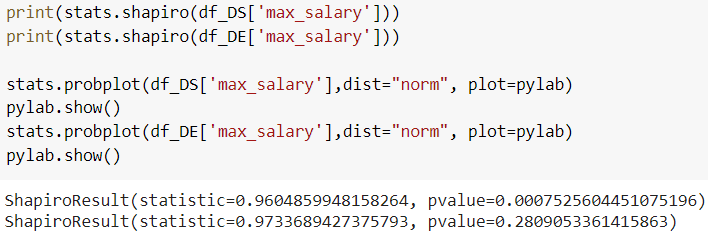 print(stats.shapiro(df_DS['max_salary']))
print(stats.shapiro(df_DE['max_salary']))
stats.probplot(df_DS['max_salary'],dist="norm", plot=pylab)
pylab.show()
stats.probplot(df_DE['max_salary'],dist="norm", plot=pylab)
pylab.show()
ShapiroResult(statistic=0.9604859948158264, pvalue=0.0007525604451075196)
ShapiroResult(statistic=0.9733689427375793, pvalue=0.2809053361415863)